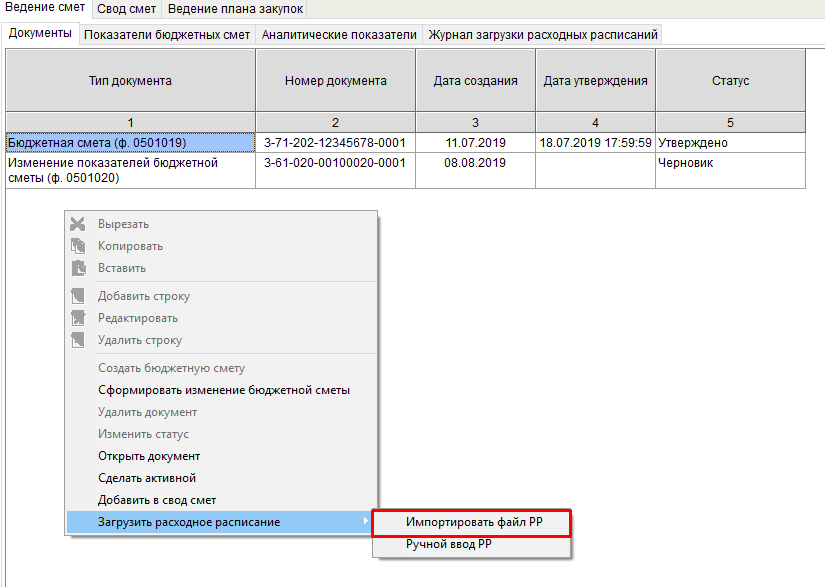 Ведение смет Свод смет Ведение плана закупок
Документы Показатели бюджетных смет Аналитические показатели Журнал загрузки расходных расписаний
Тип документа Номер документа Дата создания Дата утверждения Статус
1 2 3 4 5
Бюджетная смета (ф. 0501019) 3-71-202-12345678-0001 11.07.2019 18.07.2019 17:59:59 Утверждено
Изменение показателей бюджетной 3-61-020-00100020-0001 08.08.2019 Черновик
сметы (ф. 0501020)
Вырезать
Копировать
Вставить
Добавить строку
Редактировать
Удалить строку
Создать бюджетную смету
Сформировать изменение бюджетной сметы
Удалить документ
Изменить статус
Открыть документ
Сделать активной
Добавить в свод смет
Загрузить расходное расписание Импортировать файл РР
Ручной ввод РР